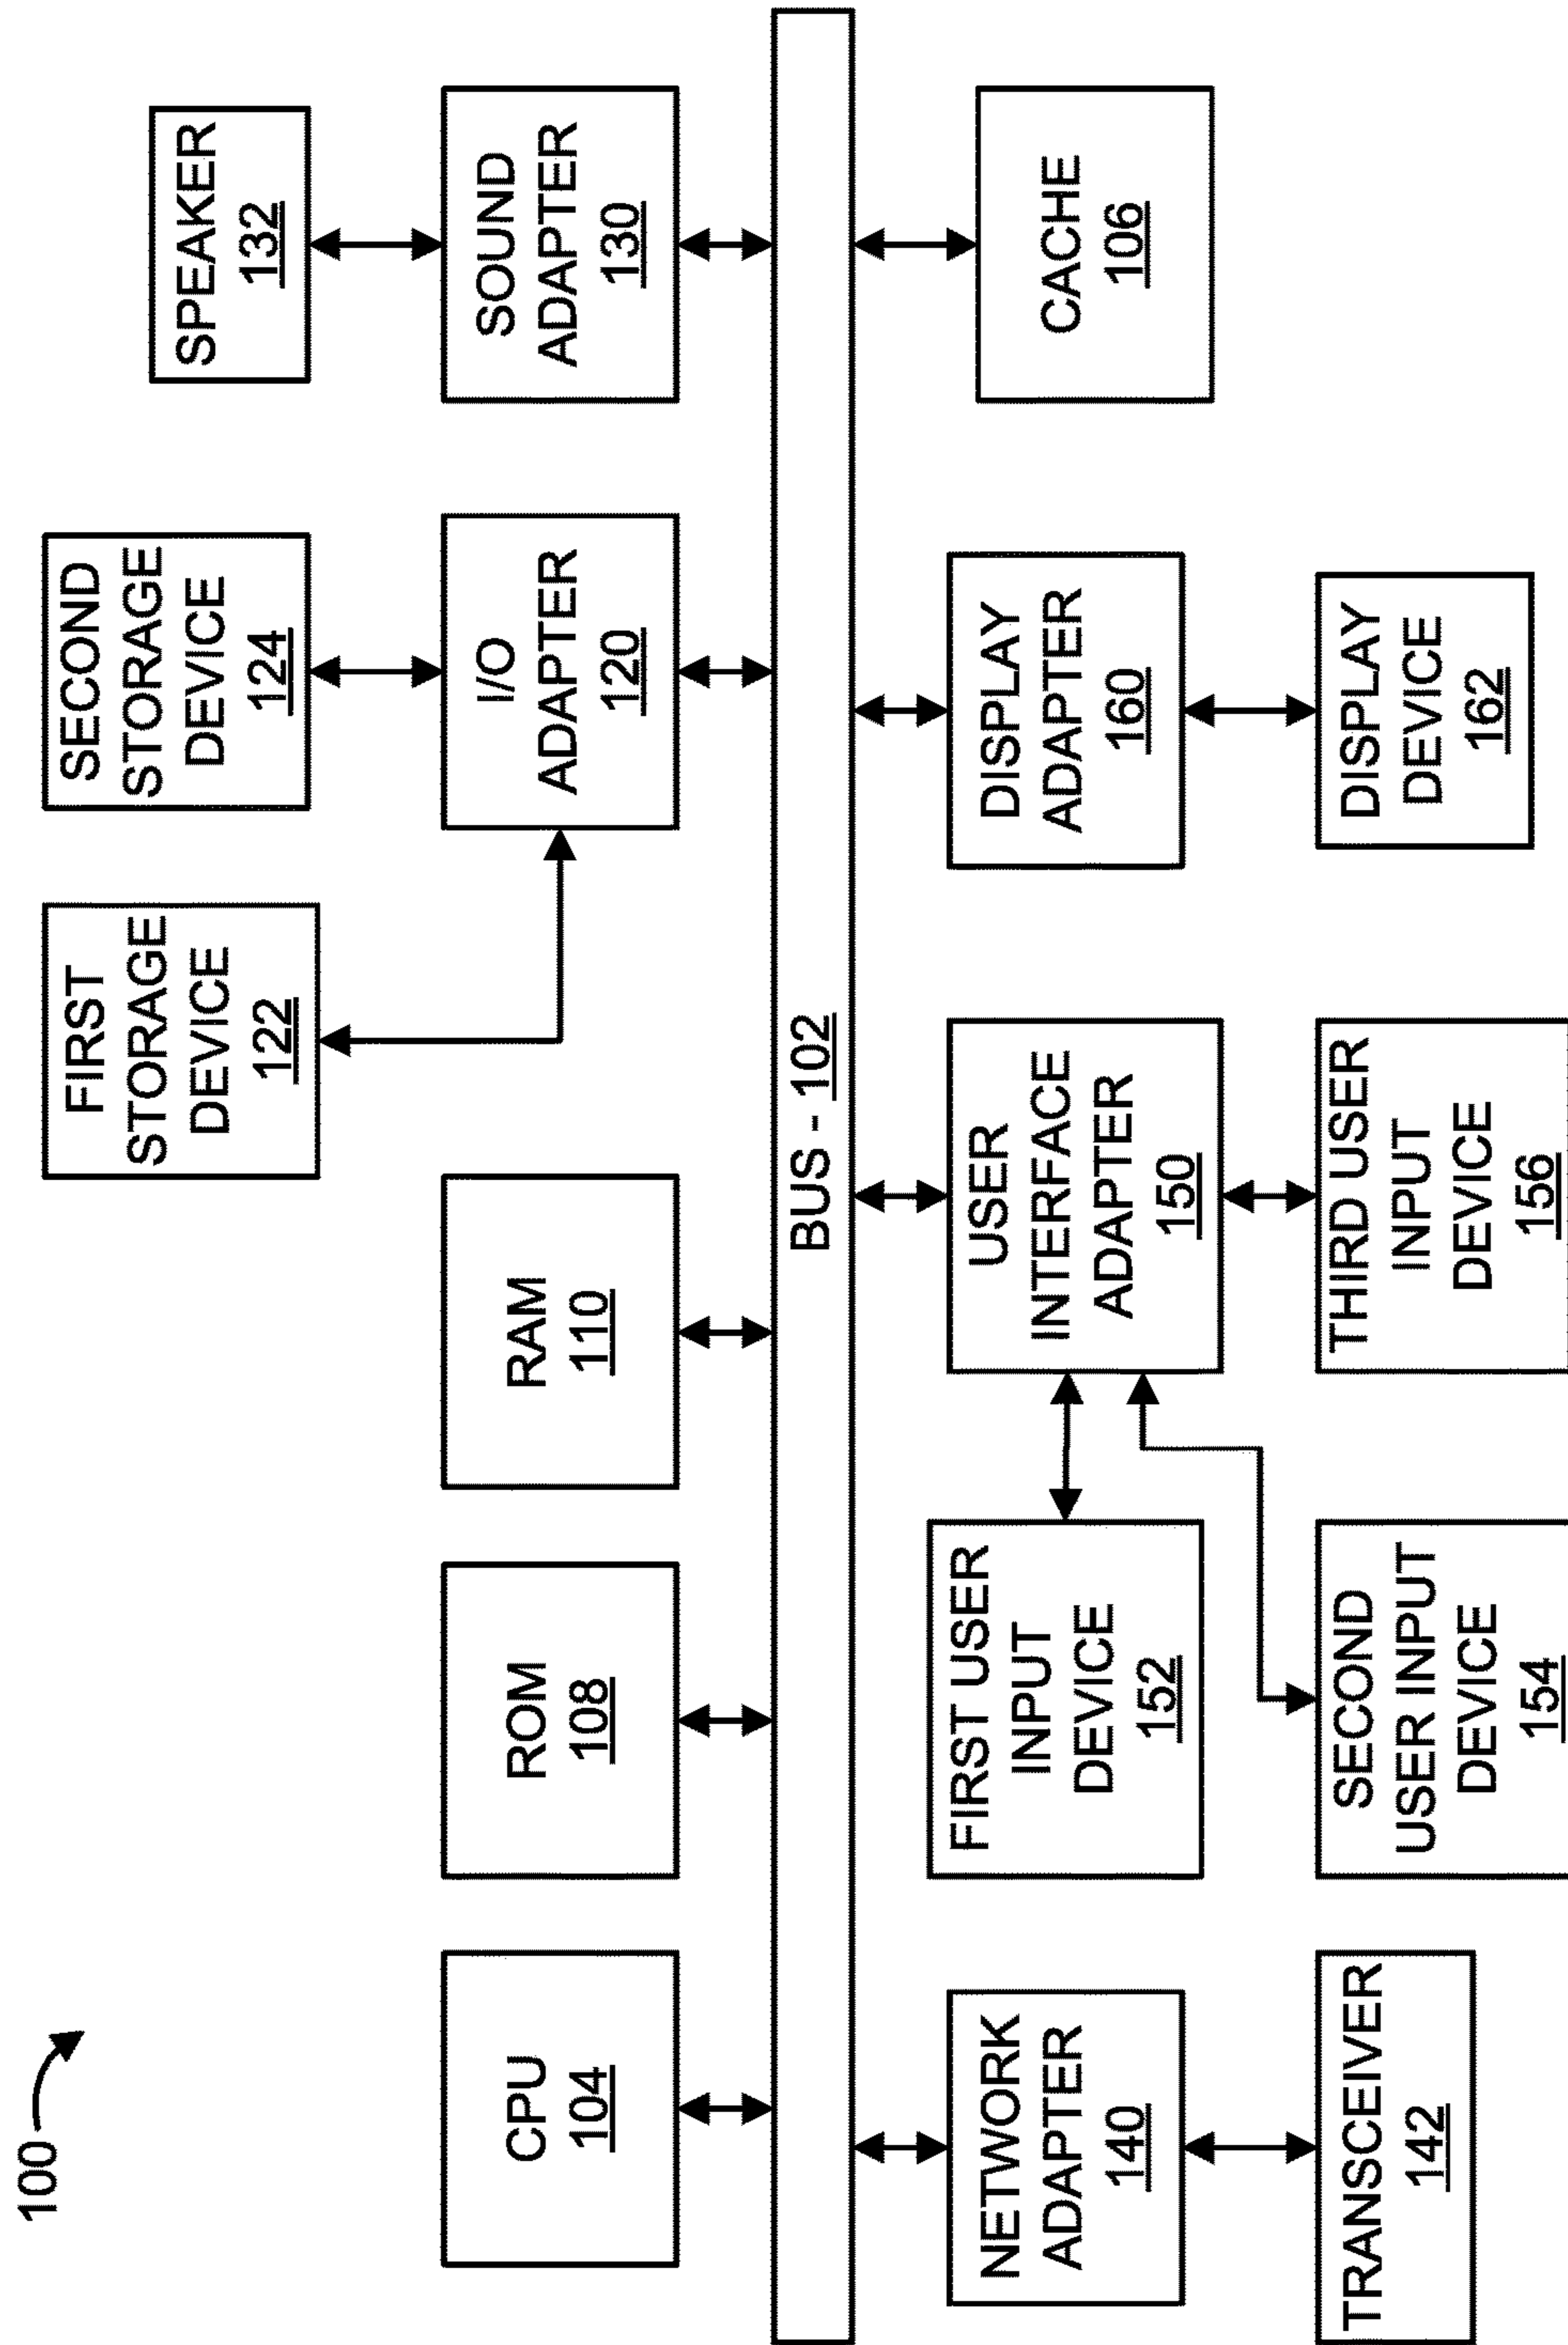 100
CPU
104
ROM
108
RAM
110
FIRST
STORAGE
DEVICE
122
SECOND
STORAGE
DEVICE
124
I/O
ADAPTER
120
SPEAKER
132
SOUND
ADAPTER
130
BUS - 102
NETWORK
ADAPTER
140
TRANSCEIVER
142
FIRST USER
INPUT
DEVICE
152
SECOND
USER INPUT
DEVICE
154
USER
INTERFACE
ADAPTER
150
THIRD USER
INPUT
DEVICE
156
DISPLAY
ADAPTER
160
DISPLAY
DEVICE
162
CACHE
106